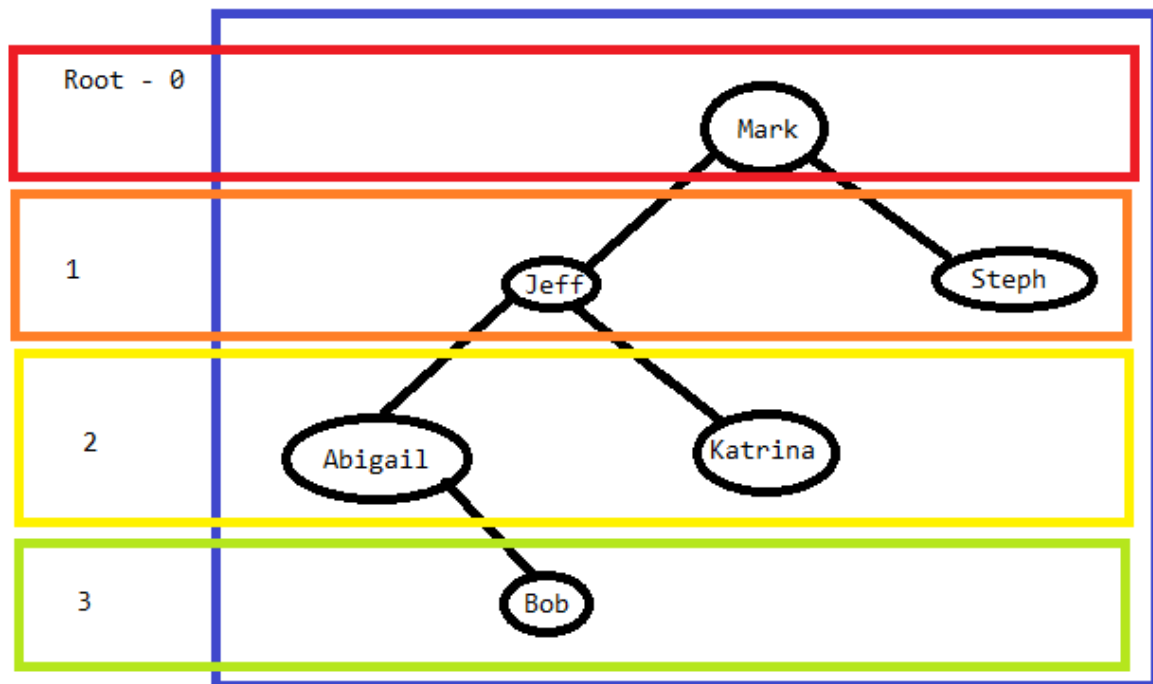 Root - 0
Mark
1
Jeff
Steph
2
Abigail
Katrina
3
Bob